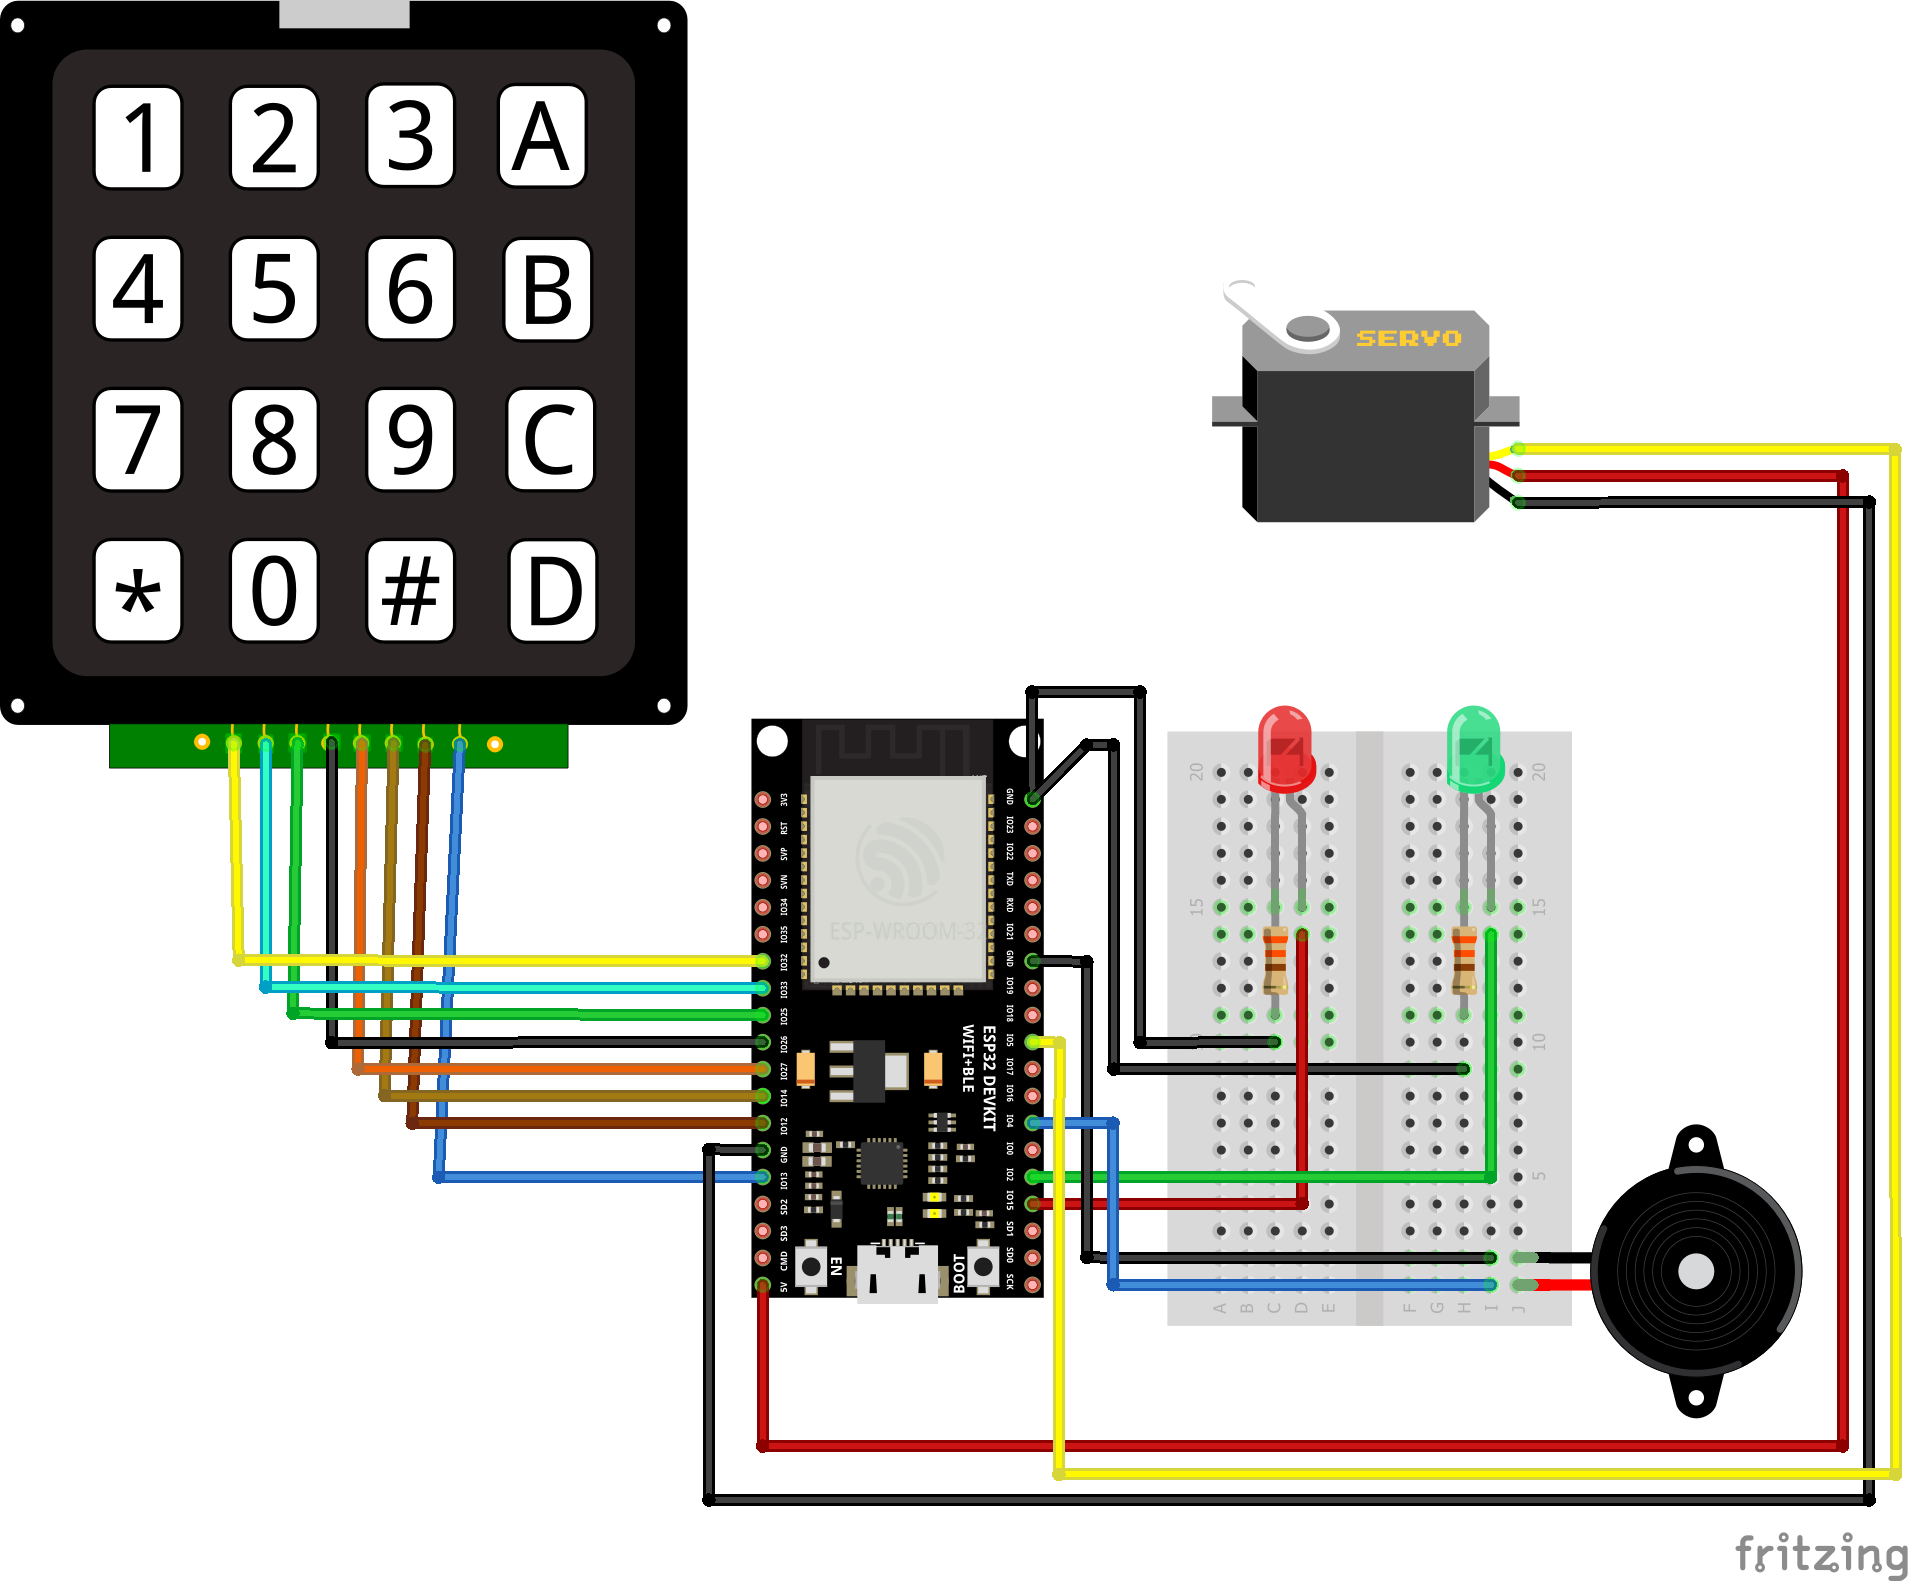 1 2 3 A
4 5 6 B
7 8 9 C
* 0 # D
SERVO
3V3
RST
SVP
SVN
IO34
IO35
IO32
IO33
IO25
IO26
IO27
IO14
IO12
GND
IO13
SD2
SD3
CMD
5V
ESP-WROOM-32
ESP32 DEVKIT
WIFI+BLE
EN
BOOT
GND
IO23
IO22
TXD
RXD
IO21
GND
IO19
IO18
IO5
IO17
IO16
IO4
IO0
IO2
IO15
SD1
SD0
SCK
20 20
15 15
10
5
A B C D E F G H I J
fritzing